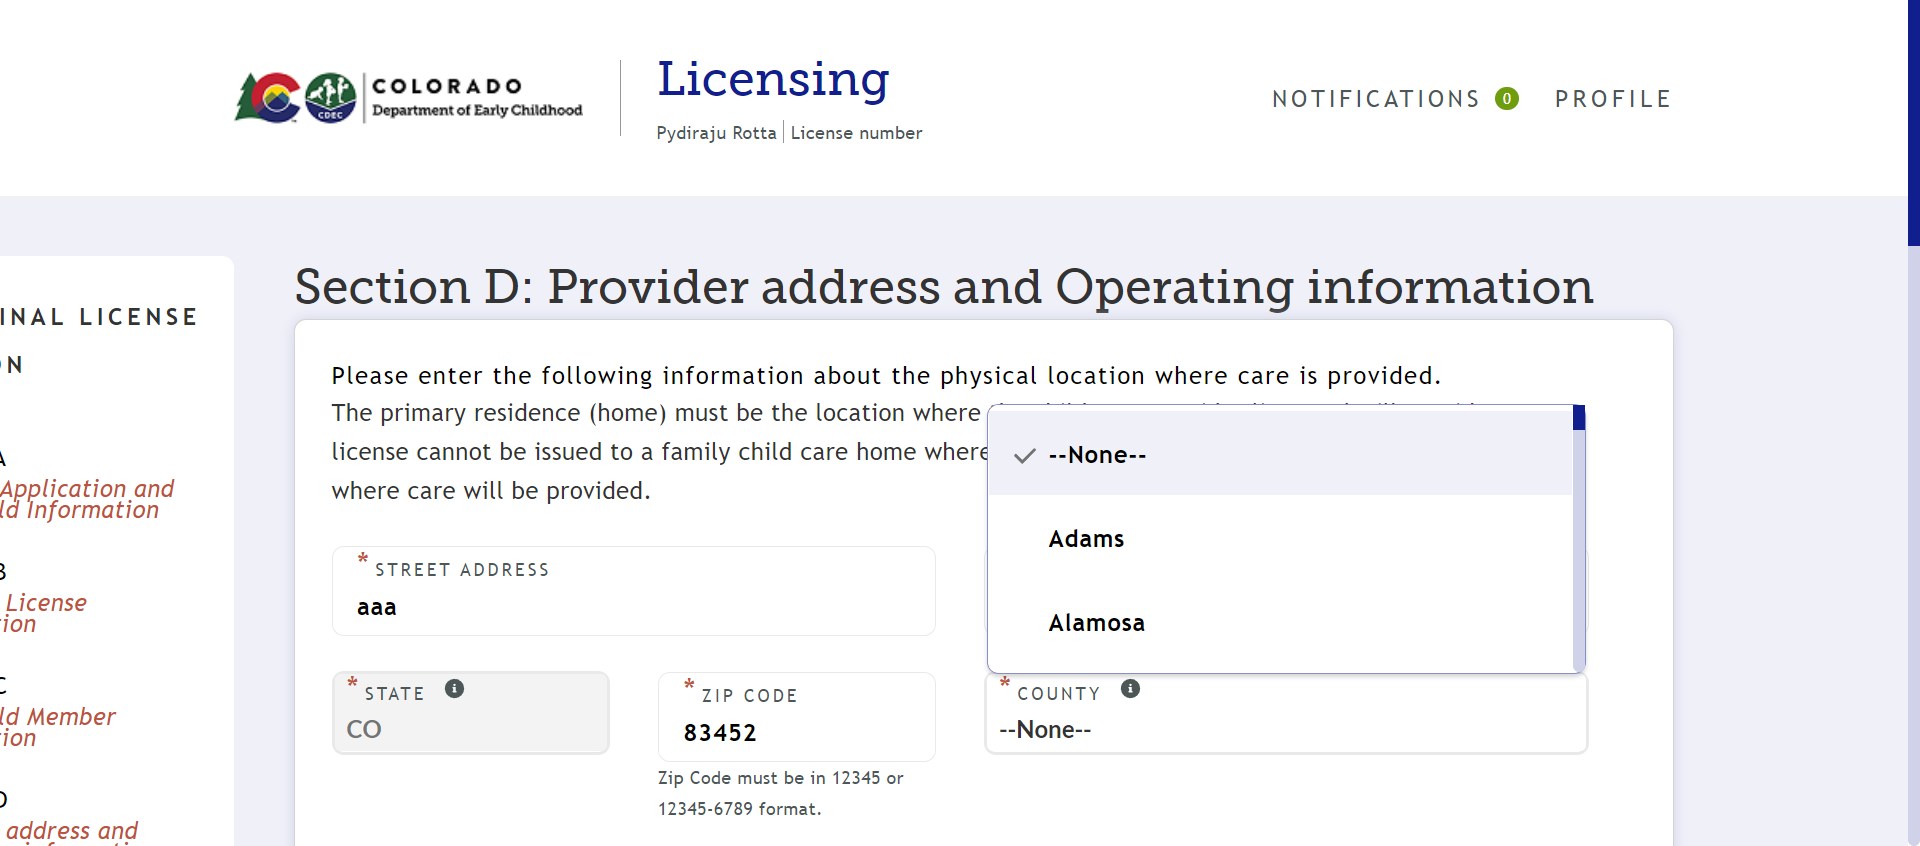 COLORADO
Department of Early Childhood
CDEC
Licensing
Pydiraju Rotta
License number
NOTIFICATIONS 0 PROFILE
INAL LICENSE
ON
A
Application and
ld Information
B
License
tion
C
ld Member
tion
D
address and
Section D: Provider address and Operating information
Please enter the following information about the physical location where care is provided.
The primary residence (home) must be the location where
license cannot be issued to a family child care home where
where care will be provided.
--None--
Adams
Alamosa
* STREET ADDRESS
aaa
* STATE
CO
* ZIP CODE
83452
Zip Code must be in 12345 or
12345-6789 format.
* COUNTY
--None--